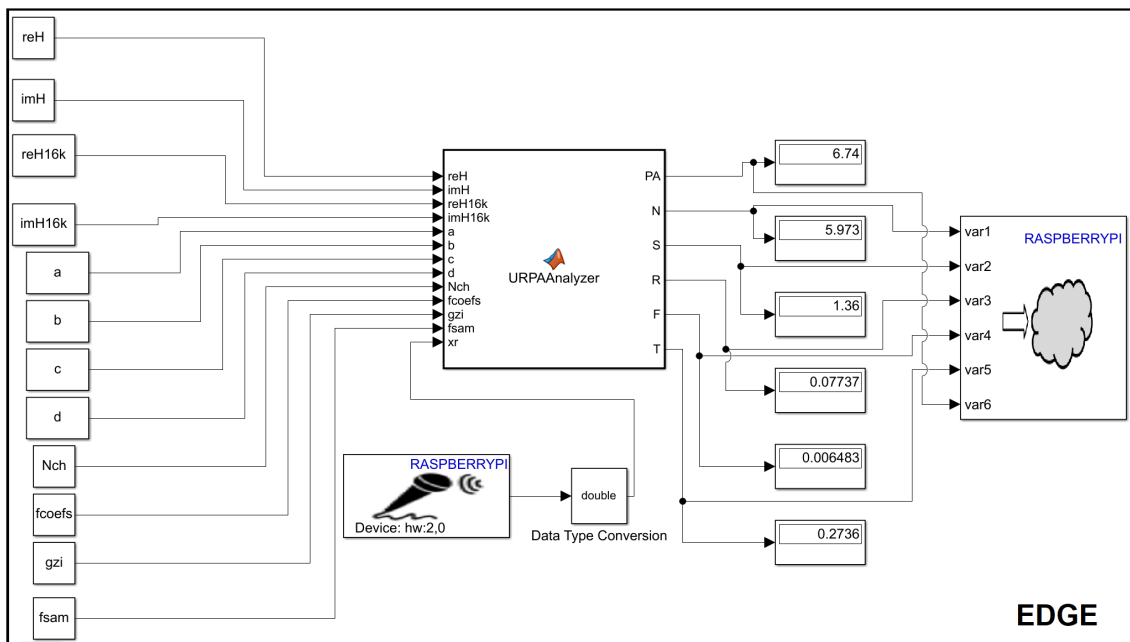 reH
imH
reH16k
imH16k
a
b
c
d
Nch
fcoefs
gzi
fsam
reH
imH
reH16k
imH16k
a
b
c
d
Nch
fcoefs
gzi
fsam
xr
URPAAnalyzer
PA
N
S
R
F
T
RASPBERRYPI
Device: hw:2,0
double
Data Type Conversion
6.74
5.973
1.36
0.07737
0.006483
0.2736
RASPBERRYPI
var1
var2
var3
var4
var5
var6
EDGE